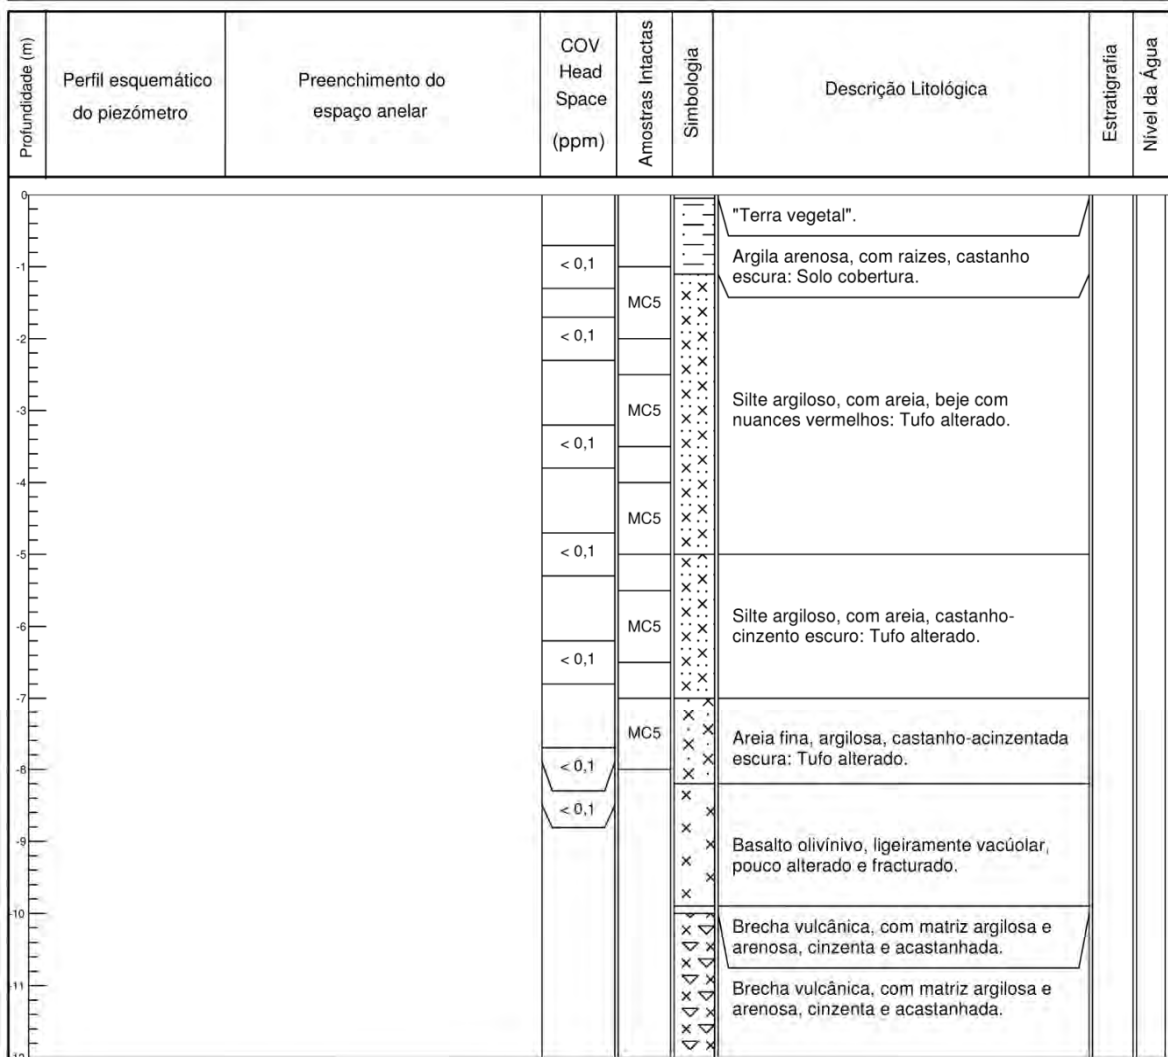 Profundidade (m)
Perfil esquemático
do piezómetro
Preenchimento do
espaço anelar
COV
Head
Space
(ppm)
Amostras Intactas
Simbologia
Descrição Litológica
Estratigrafia
Nível da Água
0
-1
-2
-3
-4
-5
-6
-7
-8
-9
-10
-11
-12
< 0,1
< 0,1
< 0,1
< 0,1
< 0,1
< 0,1
< 0,1
MC5
MC5
MC5
MC5
MC5
"Terra vegetal".
Argila arenosa, com raizes, castanho
escura: Solo cobertura.
Silte argiloso, com areia, beje com
nuances vermelhos: Tufo alterado.
Silte argiloso, com areia, castanho-
cinzento escuro: Tufo alterado.
Areia fina, argilosa, castanho-acinzentada
escura: Tufo alterado.
Basalto olivínivo, ligeiramente vacúolar,
pouco alterado e fracturado.
Brecha vulcânica, com matriz argilosa e
arenosa, cinzenta e acastanhada.
Brecha vulcânica, com matriz argilosa e
arenosa, cinzenta e acastanhada.